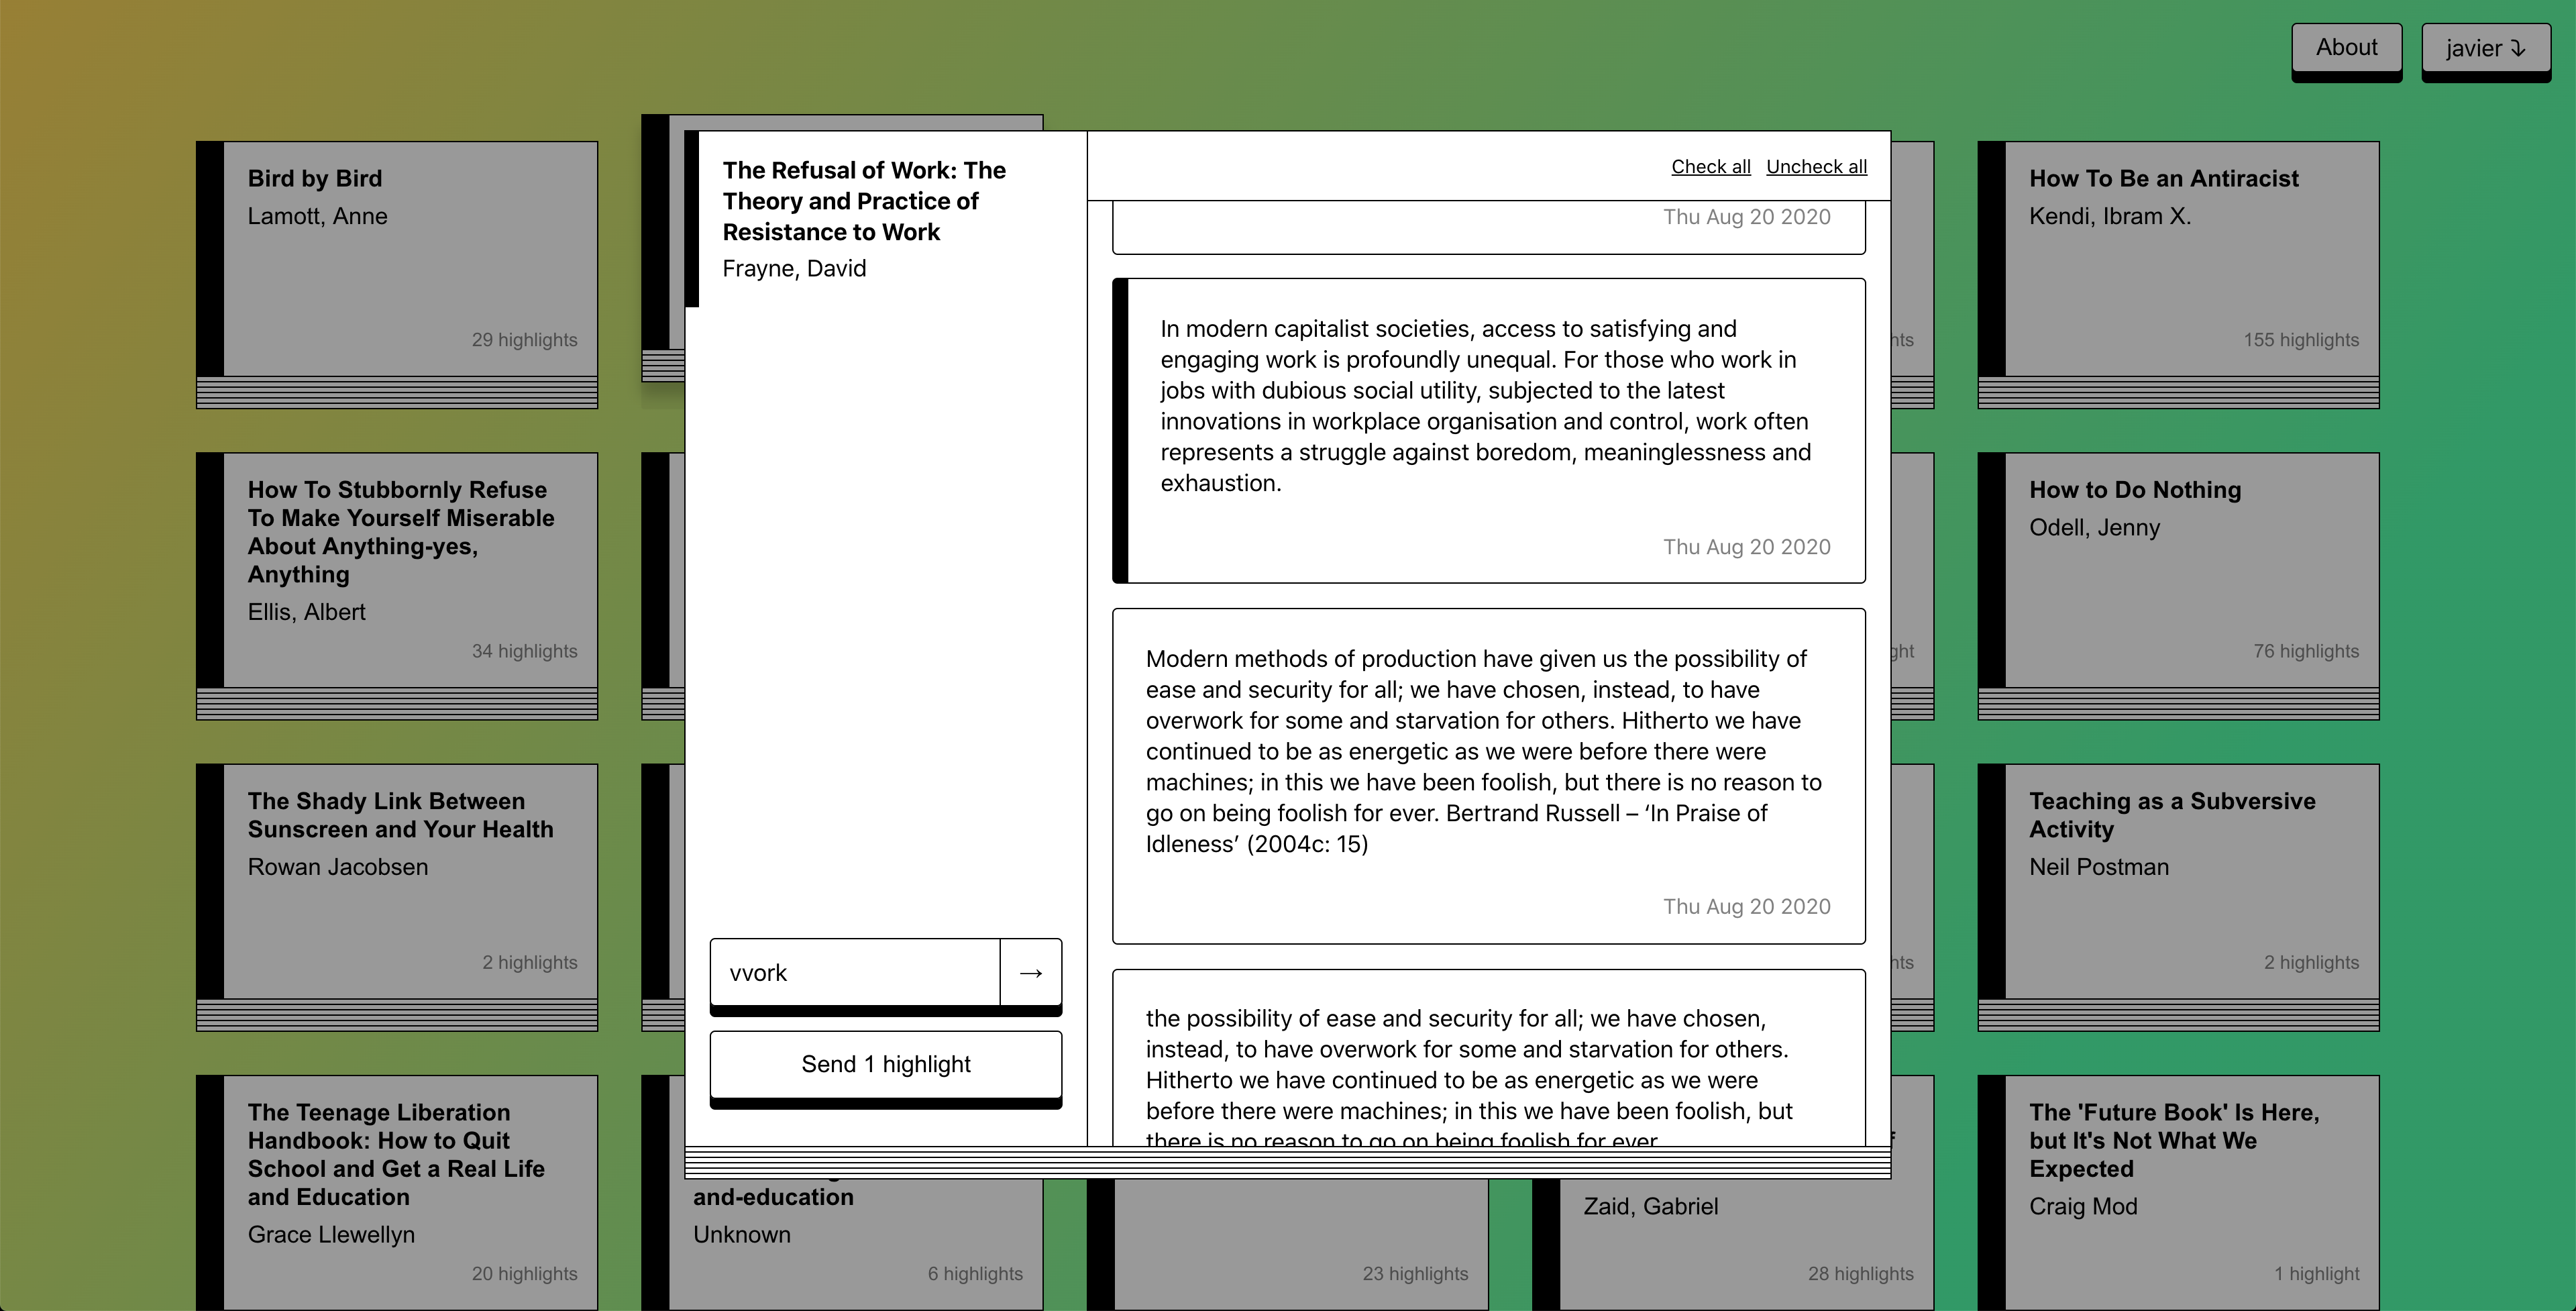 About
javier ⤵
Bird by Bird
Lamott, Anne
29 highlights
How To Be an Antiracist
Kendi, Ibram X.
155 highlights
How To Stubbornly Refuse
To Make Yourself Miserable
About Anything-yes,
Anything
Ellis, Albert
34 highlights
How to Do Nothing
Odell, Jenny
76 highlights
The Shady Link Between
Sunscreen and Your Health
Rowan Jacobsen
2 highlights
Teaching as a Subversive
Activity
Neil Postman
2 highlights
The Teenage Liberation
Handbook: How to Quit
School and Get a Real Life
and Education
Grace Llewellyn
20 highlights
and-education
Unknown
6 highlights
23 highlights
Zaid, Gabriel
28 highlights
The 'Future Book' Is Here,
but It's Not What We
Expected
Craig Mod
1 highlight
The Refusal of Work: The
Theory and Practice of
Resistance to Work
Frayne, David
vvork
→
Send 1 highlight
Check all Uncheck all
Thu Aug 20 2020
In modern capitalist societies, access to satisfying and
engaging work is profoundly unequal. For those who work in
jobs with dubious social utility, subjected to the latest
innovations in workplace organisation and control, work often
represents a struggle against boredom, meaninglessness and
exhaustion.
Thu Aug 20 2020
Modern methods of production have given us the possibility of
ease and security for all; we have chosen, instead, to have
overwork for some and starvation for others. Hitherto we have
continued to be as energetic as we were before there were
machines; in this we have been foolish, but there is no reason to
go on being foolish for ever. Bertrand Russell – ‘In Praise of
Idleness’ (2004c: 15)
Thu Aug 20 2020
the possibility of ease and security for all; we have chosen,
instead, to have overwork for some and starvation for others.
Hitherto we have continued to be as energetic as we were
before there were machines; in this we have been foolish, but
there is no reason to go on being foolish for ever